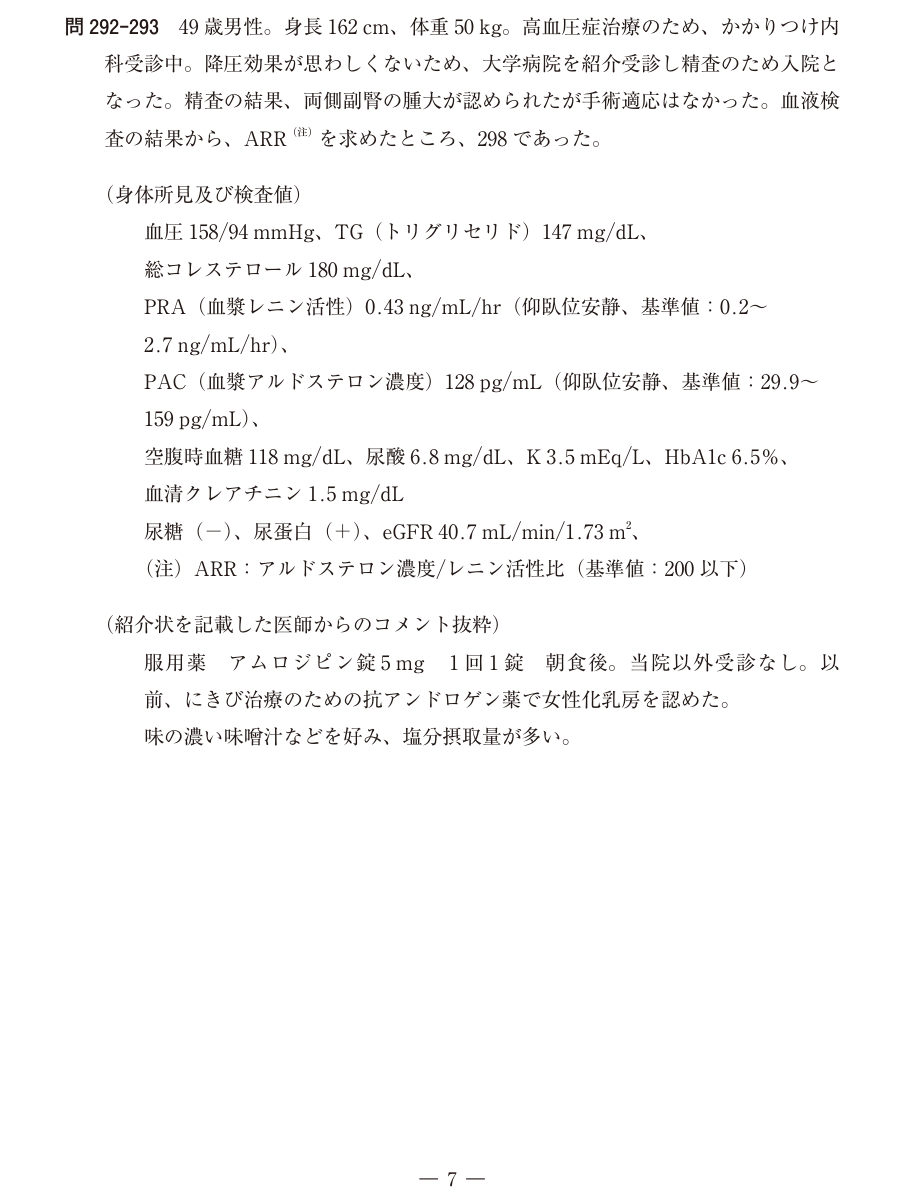 問 292−293　49 歳男性。身長 162 cm、体重 50 kg。高血圧症治療のため、かかりつけ内
科受診中。降圧効果が思わしくないため、大学病院を紹介受診し精査のため入院と
なった。精査の結果、両側副腎の腫大が認められたが手術適応はなかった。血液検
査の結果から、ARR（注）を求めたところ、298 であった。
（身体所見及び検査値）
血圧 158/94 mmHg、TG（トリグリセリド）147 mg/dL、
総コレステロール 180 mg/dL、
PRA（血漿レニン活性）0.43 ng/mL/hr（仰臥位安静、基準値：0.2〜
2.7 ng/mL/hr）、
PAC（血漿アルドステロン濃度）128 pg/mL（仰臥位安静、基準値：29.9〜
159 pg/mL）、
空腹時血糖 118 mg/dL、尿酸 6.8 mg/dL、K 3.5 mEq/L、HbA1c 6.5%、
血清クレアチニン 1.5 mg/dL
尿糖（−）、尿蛋白（＋）、eGFR 40.7 mL/min/1.73 m²、
（注）ARR：アルドステロン濃度/レニン活性比（基準値：200 以下）
（紹介状を記載した医師からのコメント抜粋）
服用薬　アムロジピン錠 5 mg　1 回 1 錠　朝食後。当院以外受診なし。以
前、にきび治療のための抗アンドロゲン薬で女性化乳房を認めた。
味の濃い味噌汁などを好み、塩分摂取量が多い。
— 7 —